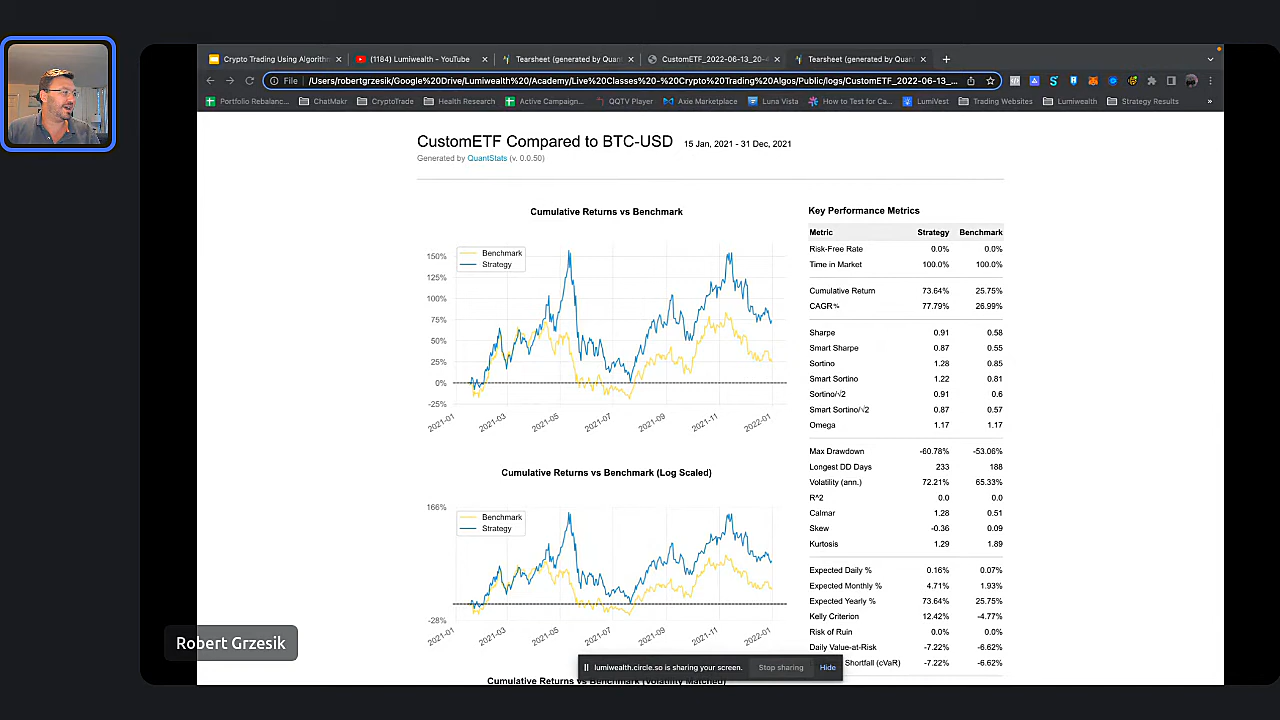 Crypto Trading Using Algorith
(1184) Lumiwealth - YouTube
Tearsheet (generated by Quan
CustomETF_2022-06-13_20-4
Tearsheet (generated by Quan
File
/Users/robertgrzesik/Google%20Drive/Lumiwealth%20/Academy/Live%20Classes%20-%20Crypto%20Trading%20Algos/Public/logs/CustomETF_2022-06-13_...
Portfolio Rebalanc...
ChatMakr
CryptoTrade
Health Research
Active Campaign...
QQTV Player
Axie Marketplace
Luna Vista
How to Test for Ca...
LumiVest
Trading Websites
Lumiwealth
Strategy Results
»
CustomETF Compared to BTC-USD 15 Jan, 2021 - 31 Dec, 2021
Generated by QuantStats (v. 0.0.50)
Cumulative Returns vs Benchmark
Benchmark
Strategy
150%
125%
100%
75%
50%
25%
0%
-25%
2021-01
2021-03
2021-05
2021-07
2021-09
2021-11
2022-01
Cumulative Returns vs Benchmark (Log Scaled)
166%
Benchmark
Strategy
-28%
2021-01
2021-03
2021-05
2021-07
2021-09
2021-11
2022-01
Cumulative Returns vs Benchmark (Volatility Matched)
Key Performance Metrics
Metric Strategy Benchmark
Risk-Free Rate 0.0% 0.0%
Time in Market 100.0% 100.0%
Cumulative Return 73.64% 25.75%
CAGR% 77.79% 26.99%
Sharpe 0.91 0.58
Smart Sharpe 0.87 0.55
Sortino 1.28 0.85
Smart Sortino 1.22 0.81
Sortino/√2 0.91 0.6
Smart Sortino/√2 0.87 0.57
Omega 1.17 1.17
Max Drawdown -60.78% -53.06%
Longest DD Days 233 188
Volatility (ann.) 72.21% 65.33%
R^2 0.0 0.0
Calmar 1.28 0.51
Skew -0.36 0.09
Kurtosis 1.29 1.89
Expected Daily % 0.16% 0.07%
Expected Monthly % 4.71% 1.93%
Expected Yearly % 73.64% 25.75%
Kelly Criterion 12.42% -4.77%
Risk of Ruin 0.0% 0.0%
Daily Value-at-Risk -7.22% -6.62%
Shortfall (cVaR) -7.22% -6.62%
lumiwealth.circle.so is sharing your screen.
Stop sharing
Hide
Robert Grzesik